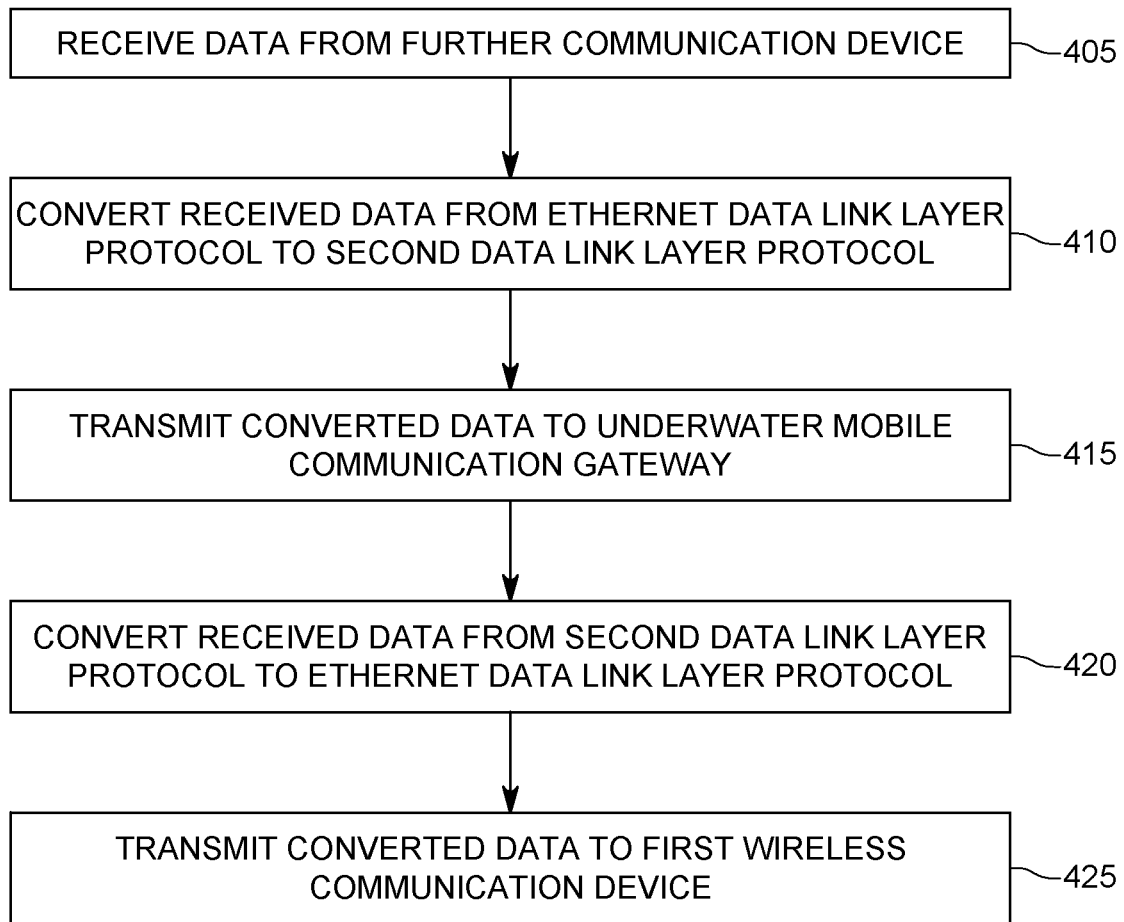 RECEIVE DATA FROM FURTHER COMMUNICATION DEVICE
405
CONVERT RECEIVED DATA FROM ETHERNET DATA LINK LAYER
PROTOCOL TO SECOND DATA LINK LAYER PROTOCOL
410
TRANSMIT CONVERTED DATA TO UNDERWATER MOBILE
COMMUNICATION GATEWAY
415
CONVERT RECEIVED DATA FROM SECOND DATA LINK LAYER
PROTOCOL TO ETHERNET DATA LINK LAYER PROTOCOL
420
TRANSMIT CONVERTED DATA TO FIRST WIRELESS
COMMUNICATION DEVICE
425